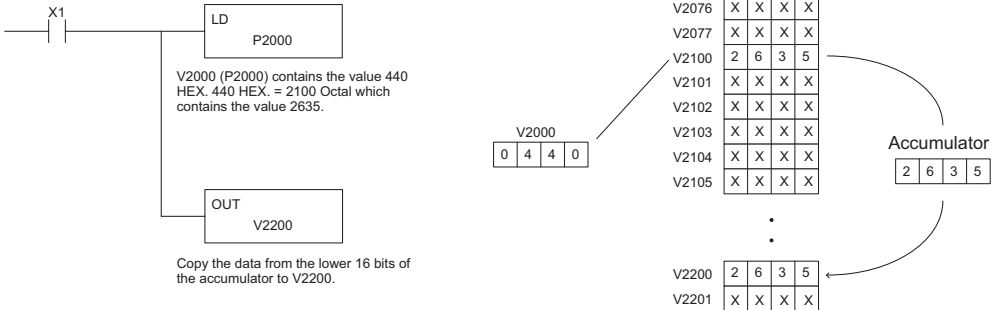 X1
LD
P2000
V2000 (P2000) contains the value 440
HEX. 440 HEX. = 2100 Octal which
contains the value 2635.
OUT
V2200
Copy the data from the lower 16 bits of
the accumulator to V2200.
V2000
0 4 4 0
V2076 X X X X
V2077 X X X X
V2100 2 6 3 5
V2101 X X X X
V2102 X X X X
V2103 X X X X
V2104 X X X X
V2105 X X X X
V2200 2 6 3 5
V2201 X X X X
Accumulator
2 6 3 5